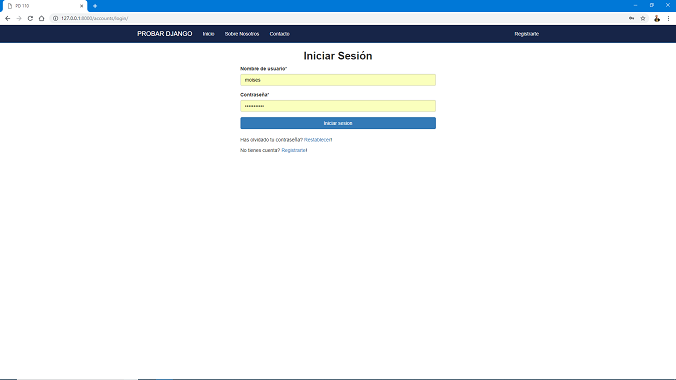 PD 110
127.0.0.1:8000/accounts/login/
PROBAR DJANGO Inicio Sobre Nosotros Contacto Registrarte
Iniciar Sesión
Nombre de usuario*
moises
Contraseña*
Iniciar sesion
Has olvidado tu contraseña? Restablecer!
No tienes cuenta? Registrarte!